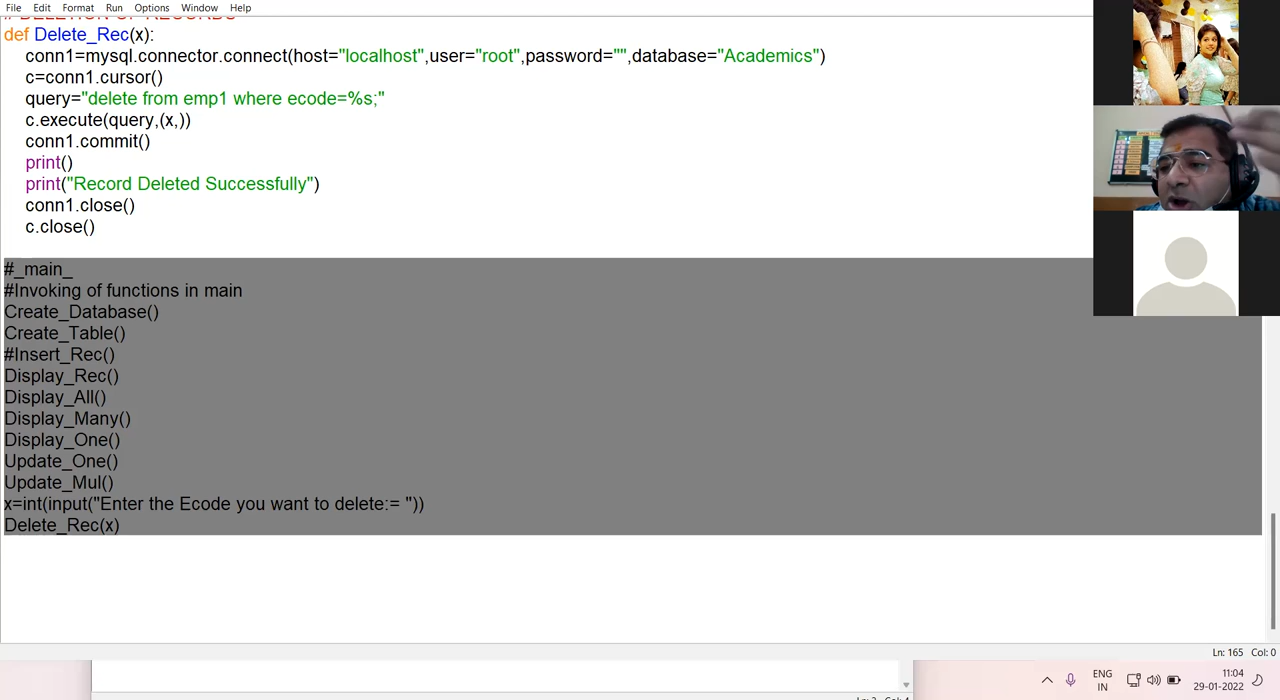 File Edit Format Run Options Window Help
# DELETION OF RECORDS
def Delete_Rec(x):
conn1=mysql.connector.connect(host="localhost",user="root",password="",database="Academics")
c=conn1.cursor()
query="delete from emp1 where ecode=%s;"
c.execute(query,(x,))
conn1.commit()
print()
print("Record Deleted Successfully")
conn1.close()
c.close()
#_main_
#Invoking of functions in main
Create_Database()
Create_Table()
#Insert_Rec()
Display_Rec()
Display_All()
Display_Many()
Display_One()
Update_One()
Update_Mul()
x=int(input("Enter the Ecode you want to delete:= "))
Delete_Rec(x)
Ln: 165 Col: 0
ENG
IN
11:04
29-01-2022